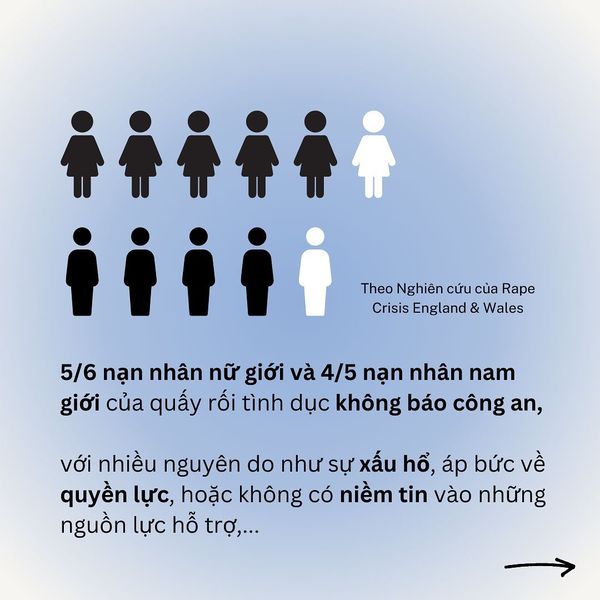 Theo Nghiên cứu của Rape
Crisis England & Wales
5/6 nạn nhân nữ giới và 4/5 nạn nhân nam
giới của quấy rối tình dục không báo công an,
với nhiều nguyên do như sự xấu hổ, áp bức về
quyền lực, hoặc không có niềm tin vào những
nguồn lực hỗ trợ,...